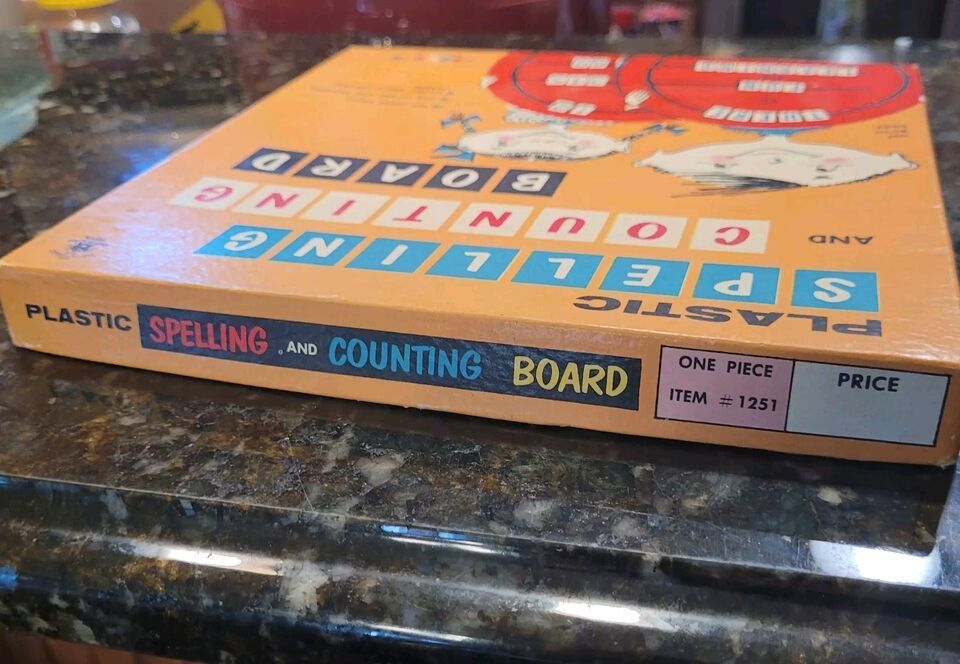 PLASTIC
SPELLING
AND
COUNTING
BOARD
PLASTIC SPELLING AND COUNTING BOARD
ONE PIECE
ITEM #1251
PRICE